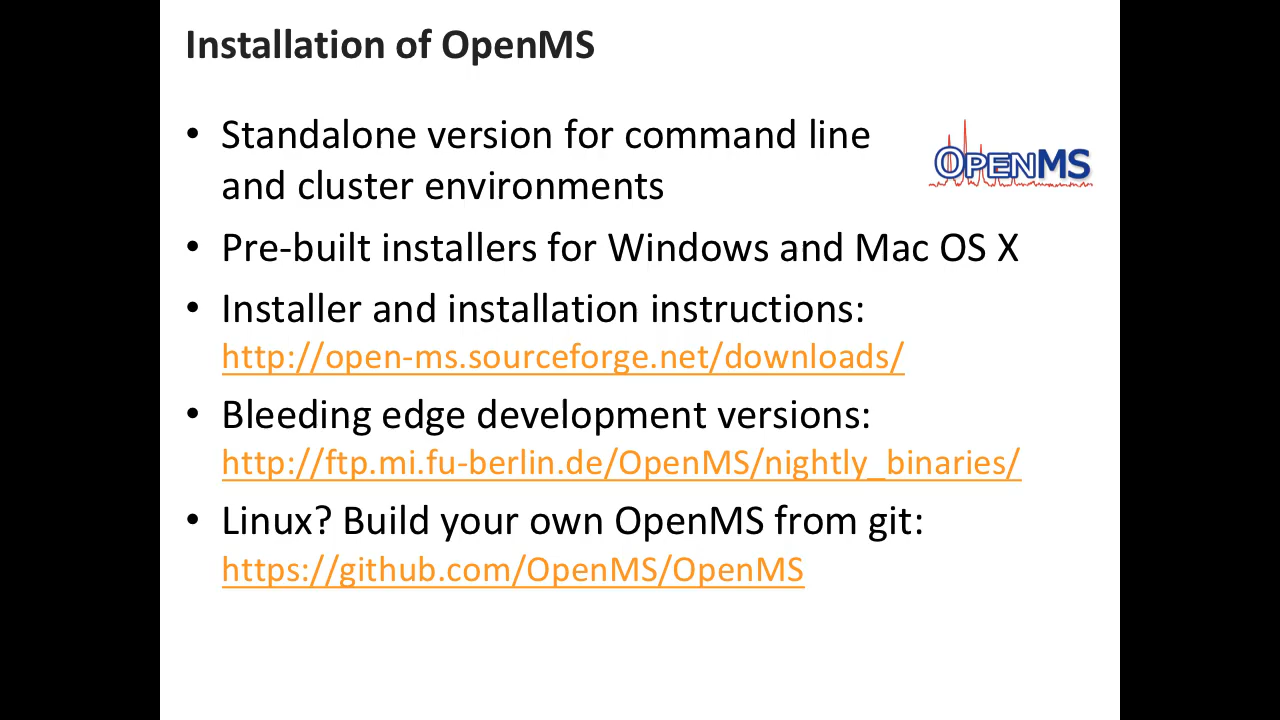 Installation of OpenMS
• Standalone version for command line
and cluster environments
OPENMS
• Pre-built installers for Windows and Mac OS X
• Installer and installation instructions:
http://open-ms.sourceforge.net/downloads/
• Bleeding edge development versions:
http://ftp.mi.fu-berlin.de/OpenMS/nightly_binaries/
• Linux? Build your own OpenMS from git:
https://github.com/OpenMS/OpenMS